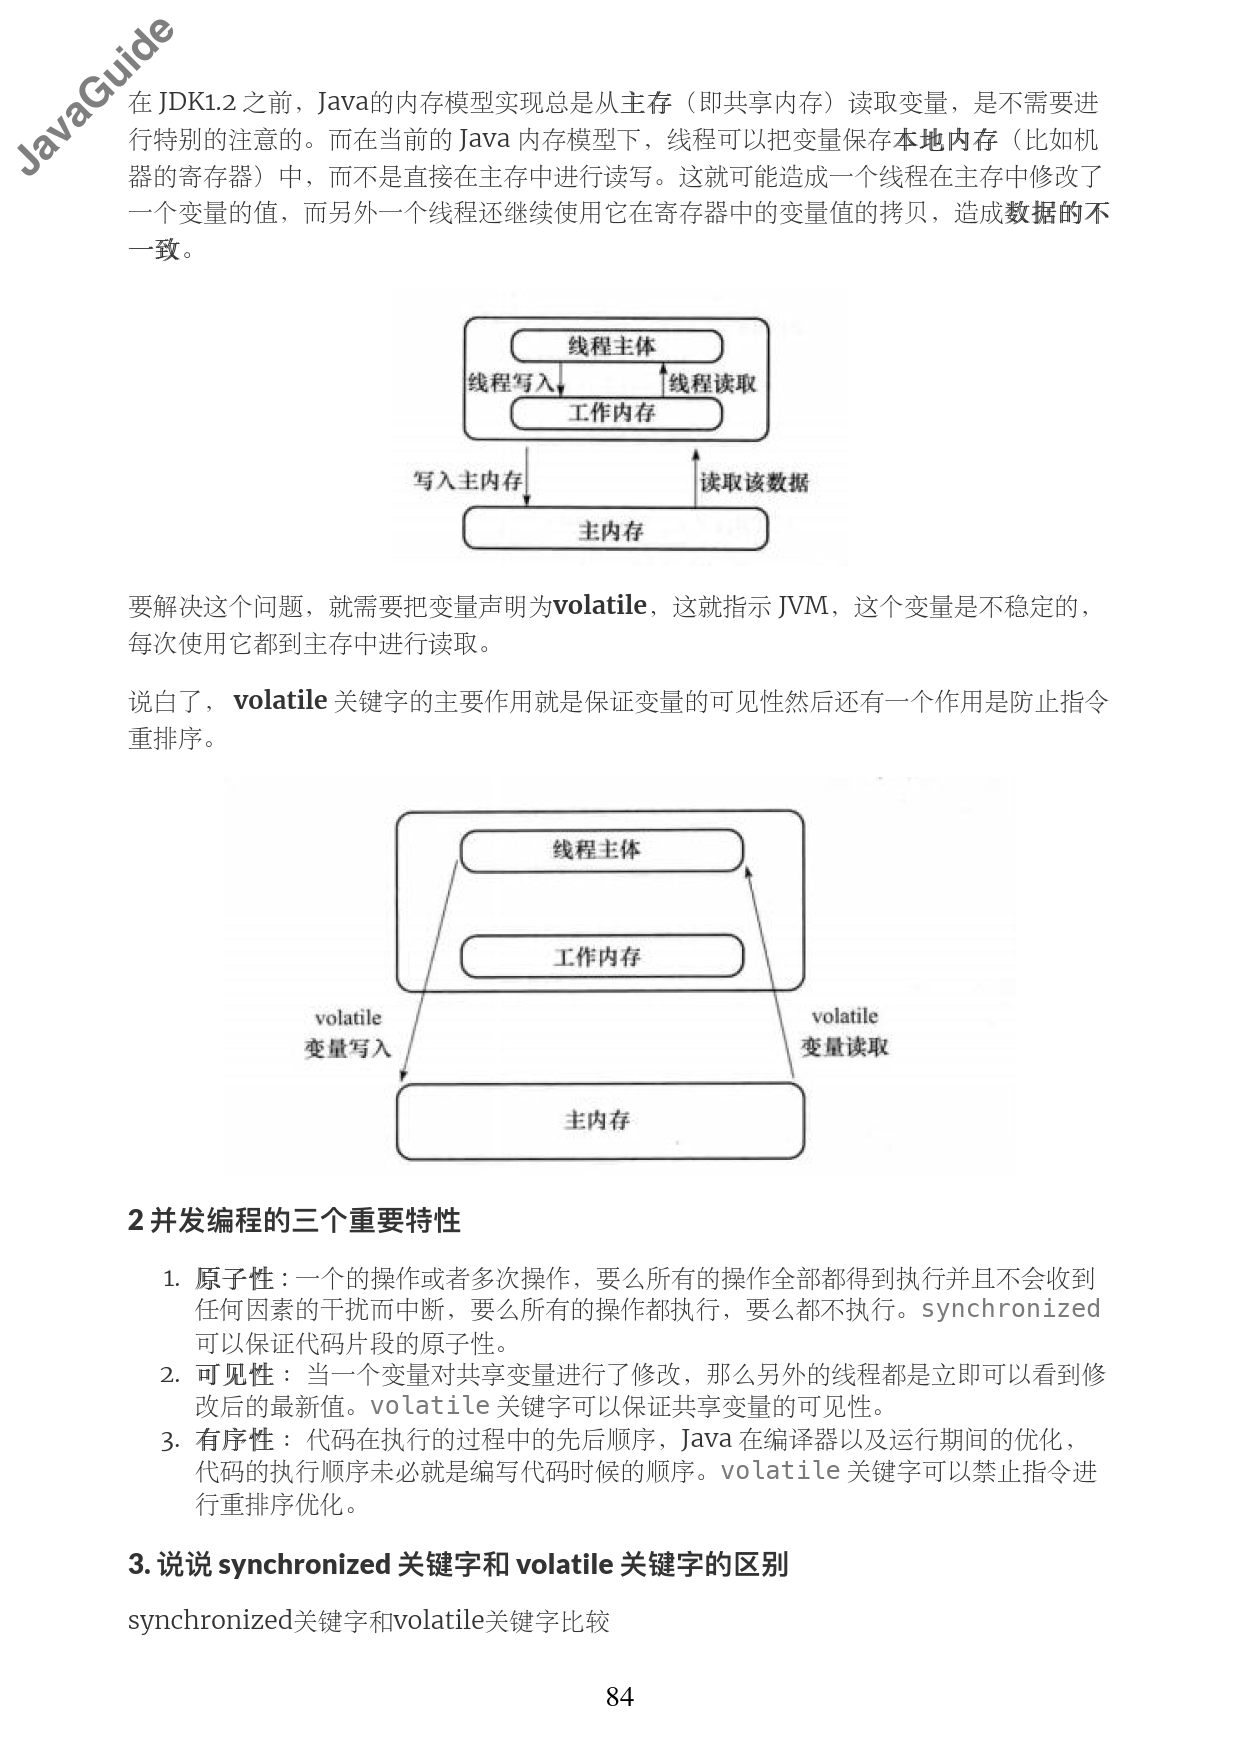 JavaGuide
在 JDK1.2 之前，Java的内存模型实现总是从主存（即共享内存）读取变量，是不需要进
行特别的注意的。而在当前的 Java 内存模型下，线程可以把变量保存本地内存（比如机
器的寄存器）中，而不是直接在主存中进行读写。这就可能造成一个线程在主存中修改了
一个变量的值，而另外一个线程还继续使用它在寄存器中的变量值的拷贝，造成数据的不
一致。
线程主体
线程写入 线程读取
工作内存
写入主内存 读取该数据
主内存
要解决这个问题，就需要把变量声明为volatile，这就指示 JVM，这个变量是不稳定的，
每次使用它都到主存中进行读取。
说白了， volatile 关键字的主要作用就是保证变量的可见性然后还有一个作用是防止指令
重排序。
线程主体
工作内存
volatile volatile
变量写入 变量读取
主内存
2 并发编程的三个重要特性
1. 原子性 : 一个的操作或者多次操作，要么所有的操作全部都得到执行并且不会收到
任何因素的干扰而中断，要么所有的操作都执行，要么都不执行。synchronized
可以保证代码片段的原子性。
2. 可见性 ：当一个变量对共享变量进行了修改，那么另外的线程都是立即可以看到修
改后的最新值。volatile 关键字可以保证共享变量的可见性。
3. 有序性 ：代码在执行的过程中的先后顺序，Java 在编译器以及运行期间的优化，
代码的执行顺序未必就是编写代码时候的顺序。volatile 关键字可以禁止指令进
行重排序优化。
3. 说说 synchronized 关键字和 volatile 关键字的区别
synchronized关键字和volatile关键字比较
84